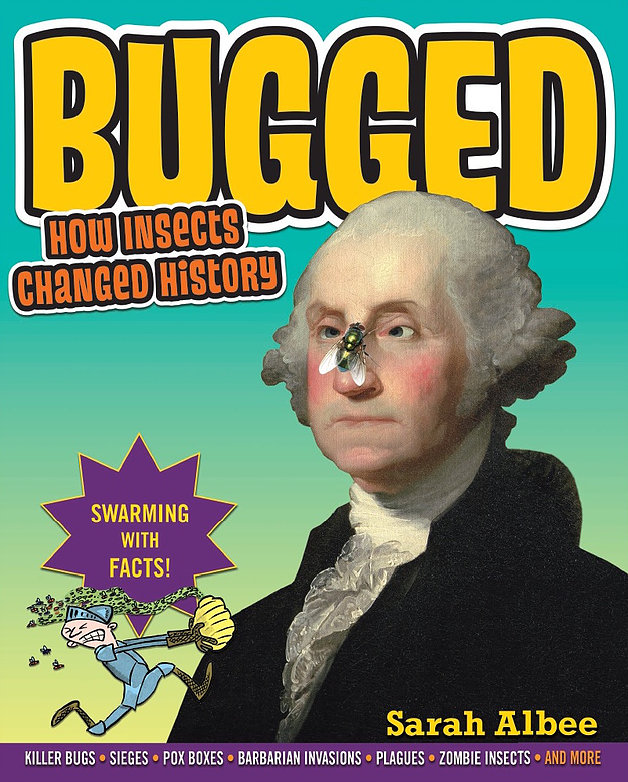 BUGGED
HOW INSECTS
CHANGED HISTORY
SWARMING
WITH
FACTS!
Sarah Albee
KILLER BUGS • SIEGES • POX BOXES • BARBARIAN INVASIONS • PLAGUES • ZOMBIE INSECTS • AND MORE